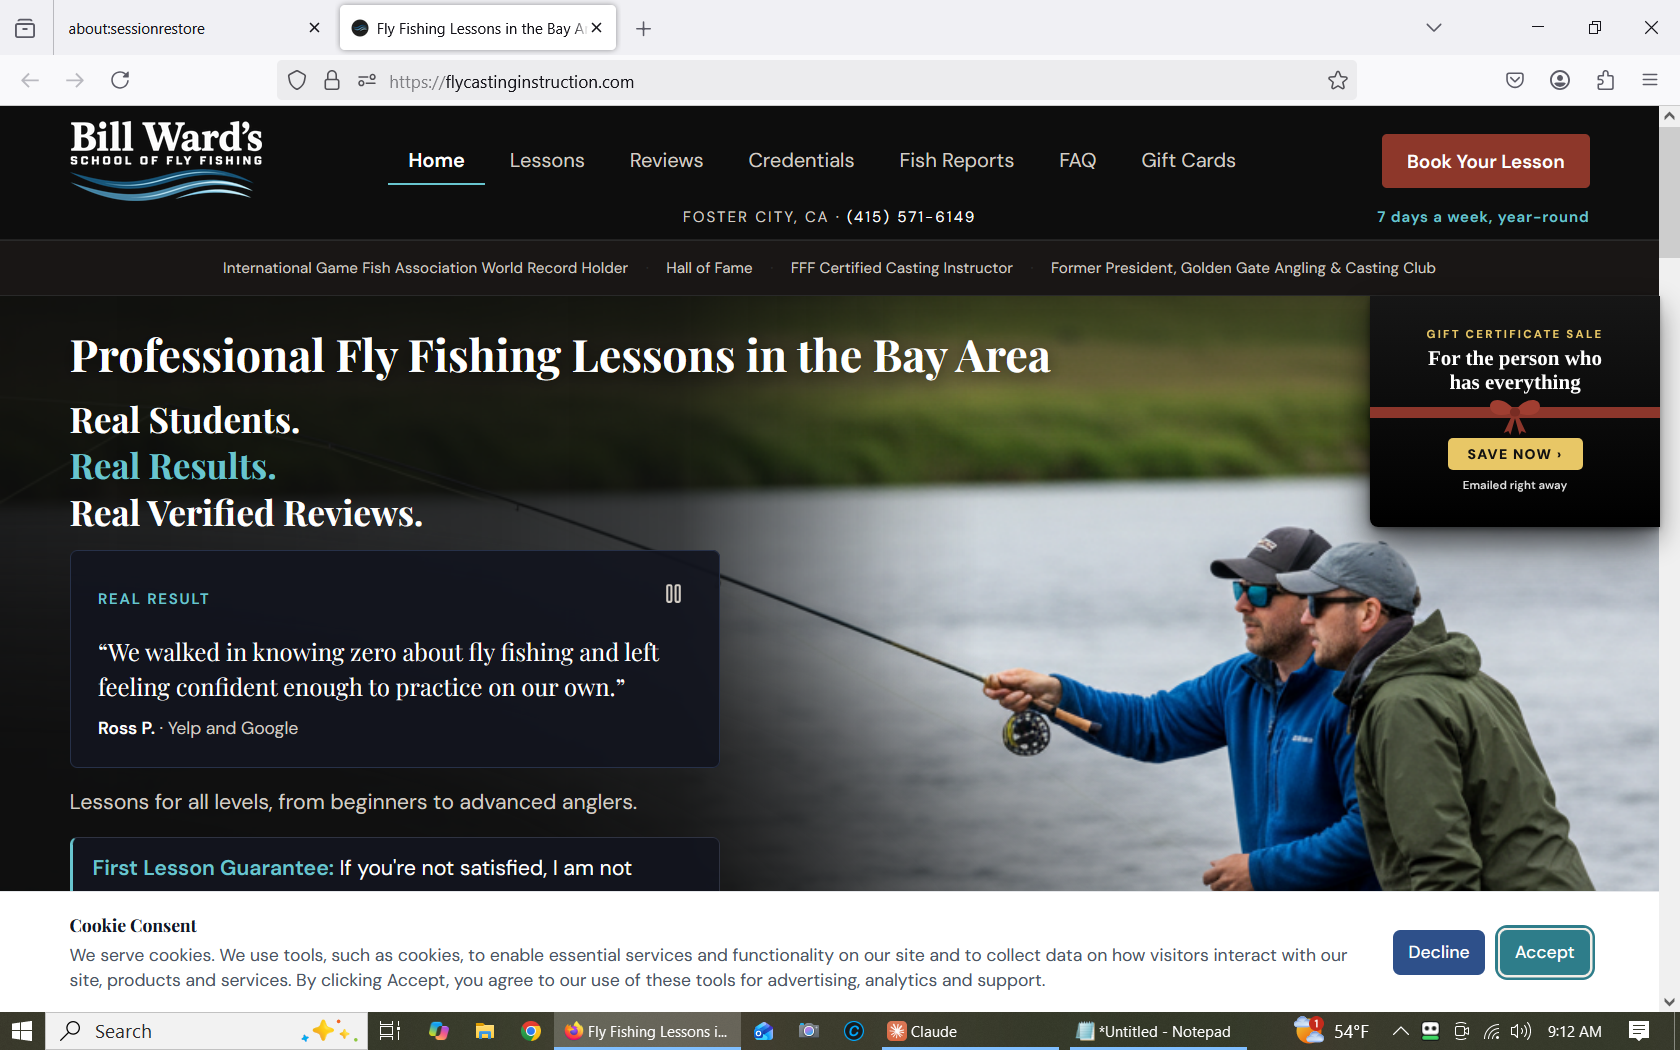 about:sessionrestore
Fly Fishing Lessons in the Bay
https://flycastinginstruction.com
Bill Ward's
SCHOOL OF FLY FISHING
Home
Lessons
Reviews
Credentials
Fish Reports
FAQ
Gift Cards
Book Your Lesson
FOSTER CITY, CA · (415) 571-6149
7 days a week, year-round
International Game Fish Association World Record Holder · Hall of Fame · FFF Certified Casting Instructor · Former President, Golden Gate Angling & Casting Club
Professional Fly Fishing Lessons in the Bay Area
Real Students.
Real Results.
Real Verified Reviews.
GIFT CERTIFICATE SALE
For the person who
has everything
SAVE NOW ›
Emailed right away
REAL RESULT
“We walked in knowing zero about fly fishing and left
feeling confident enough to practice on our own.”
Ross P. · Yelp and Google
Lessons for all levels, from beginners to advanced anglers.
First Lesson Guarantee: If you're not satisfied, I am not
Cookie Consent
We serve cookies. We use tools, such as cookies, to enable essential services and functionality on our site and to collect data on how visitors interact with our
site, products and services. By clicking Accept, you agree to our use of these tools for advertising, analytics and support.
Decline
Accept
Search
Fly Fishing Lessons i...
Claude
*Untitled - Notepad
1
54°F
9:12 AM